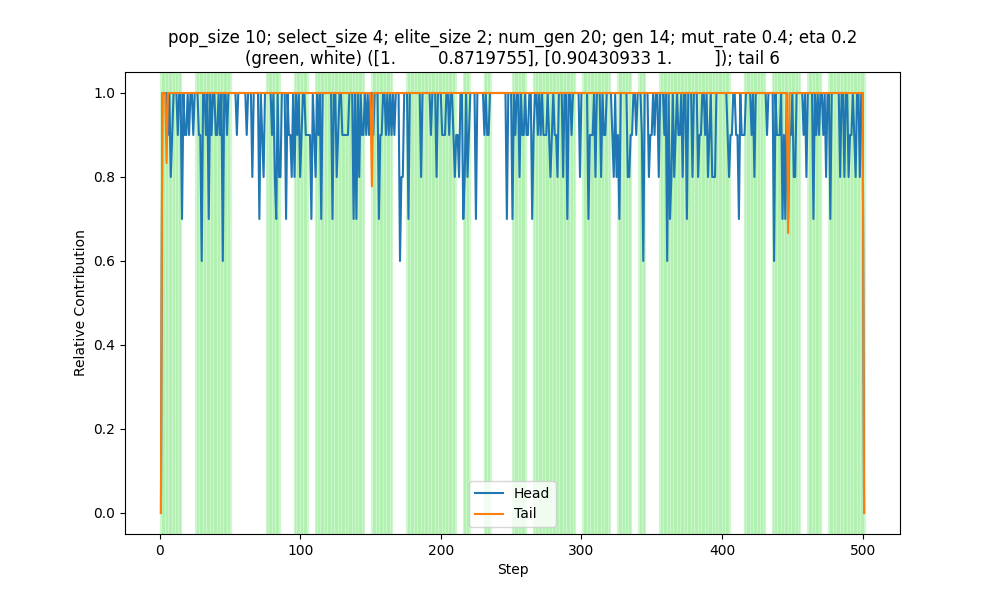 pop_size 10; select_size 4; elite_size 2; num_gen 20; gen 14; mut_rate 0.4; eta 0.2
(green, white) ([1. 0.8719755], [0.90430933 1. ]); tail 6
1.0
0.8
0.6
0.4
0.2
0.0
Relative Contribution
Head
Tail
0 100 200 300 400 500
Step